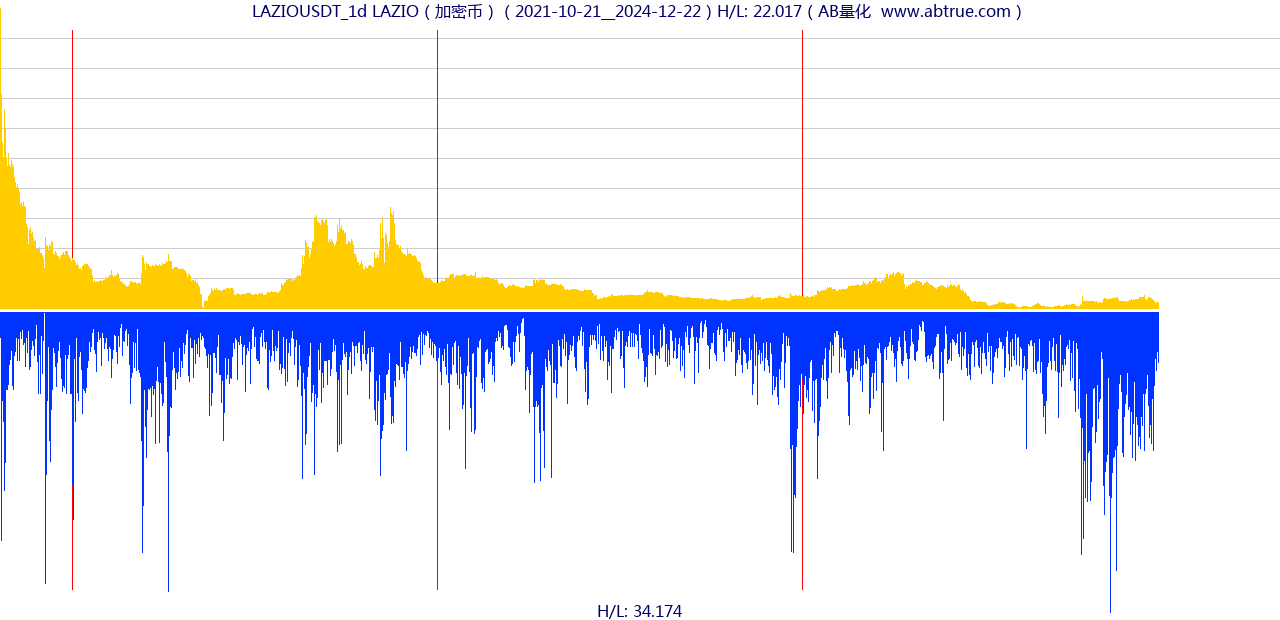 LAZIOUSDT_1d LAZIO ( 加密币 ) ( 2021-10-21__2024-12-22 ) H/L: 22.017 ( AB量化  www.abtrue.com )
H/L: 34.174